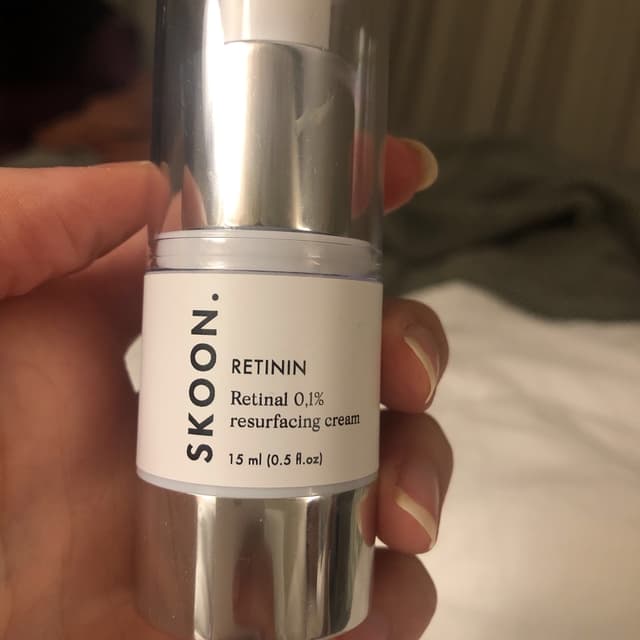 SKOON.
RETININ
Retinal 0,1%
resurfacing cream
15 ml (0.5 fl.oz)